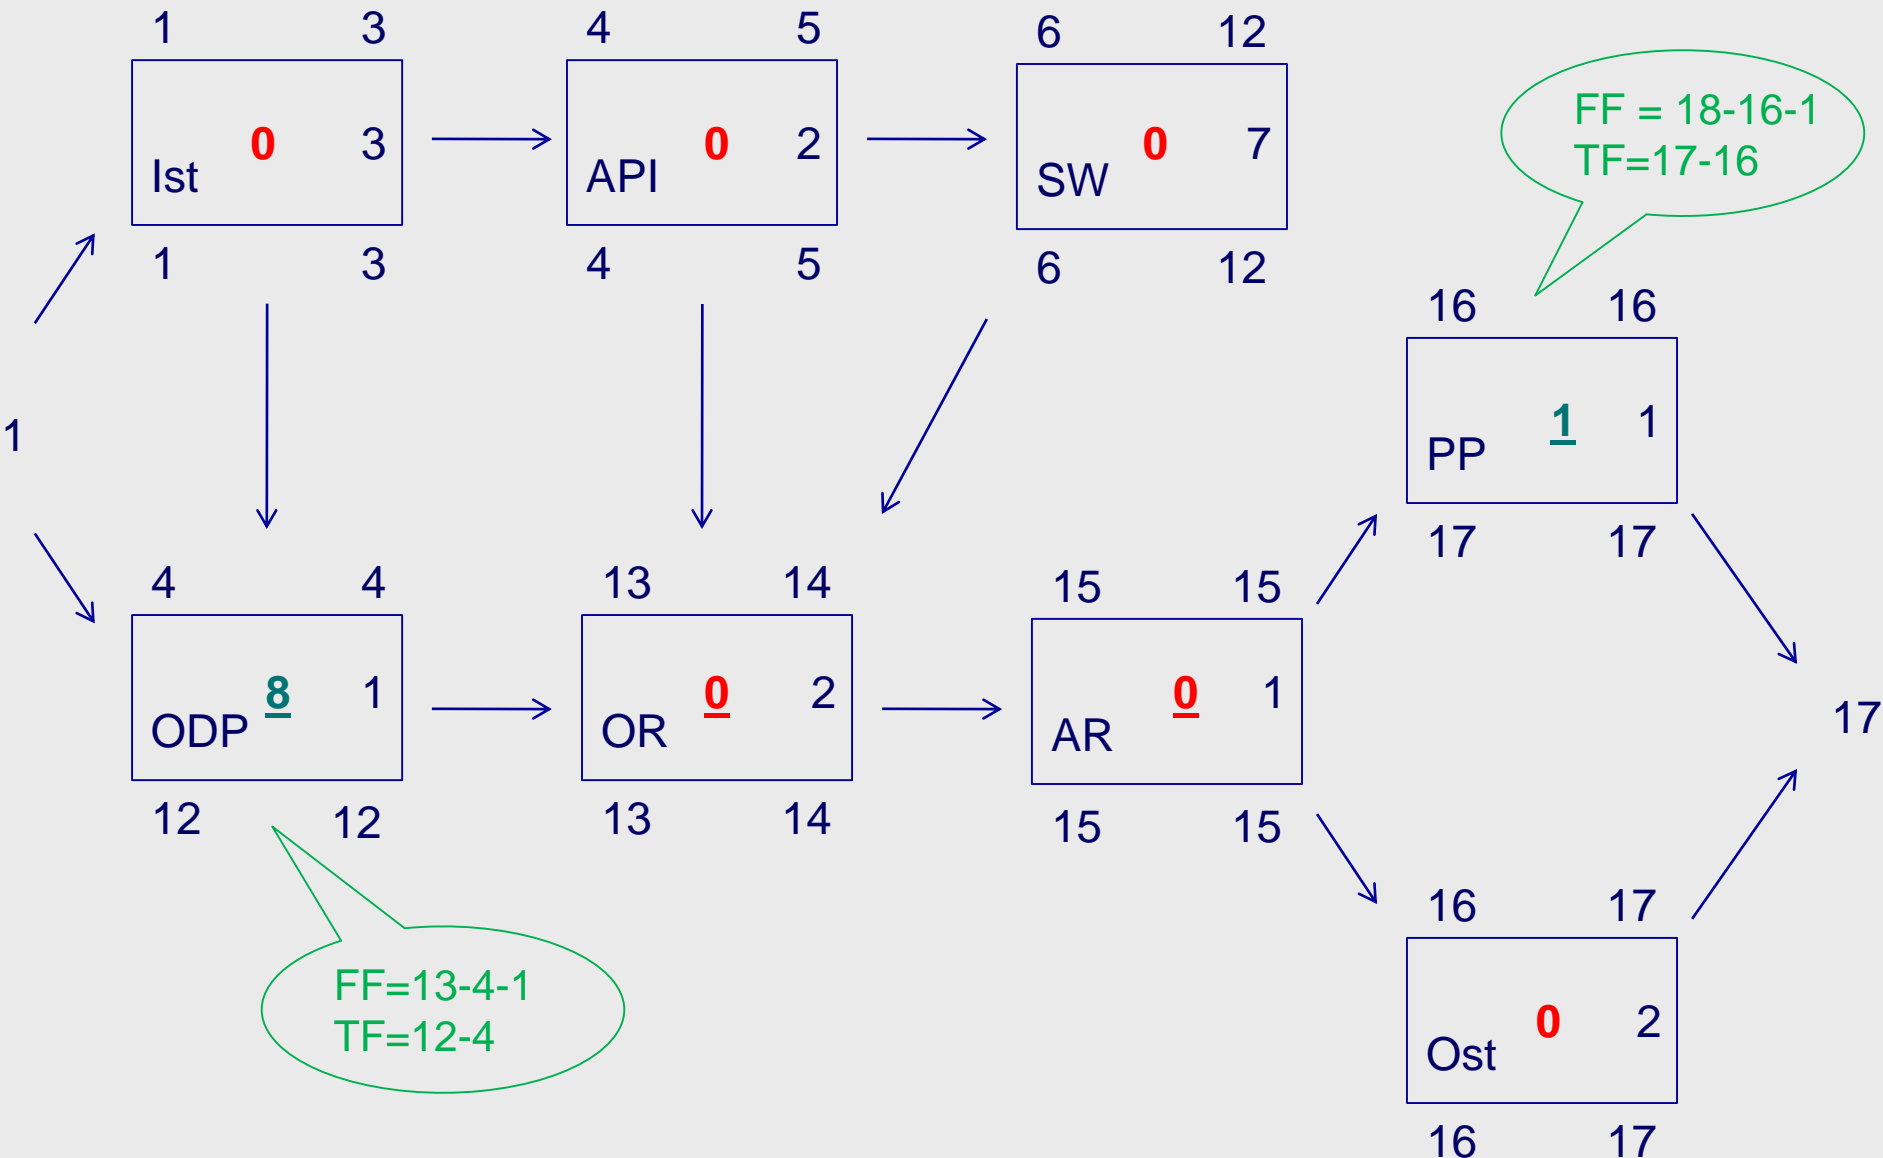 1 3 4 5 6 12
Ist 0 3
API 0 2
SW 0 7
1 3 4 5 6 12
FF = 18-16-1
TF=17-16
16 16
PP 1 1
17 17
1
4 4 13 14 15 15
ODP 8 1
OR 0 2
AR 0 1
17
12 12 13 14 15 15
FF=13-4-1
TF=12-4
16 17
Ost 0 2
16 17